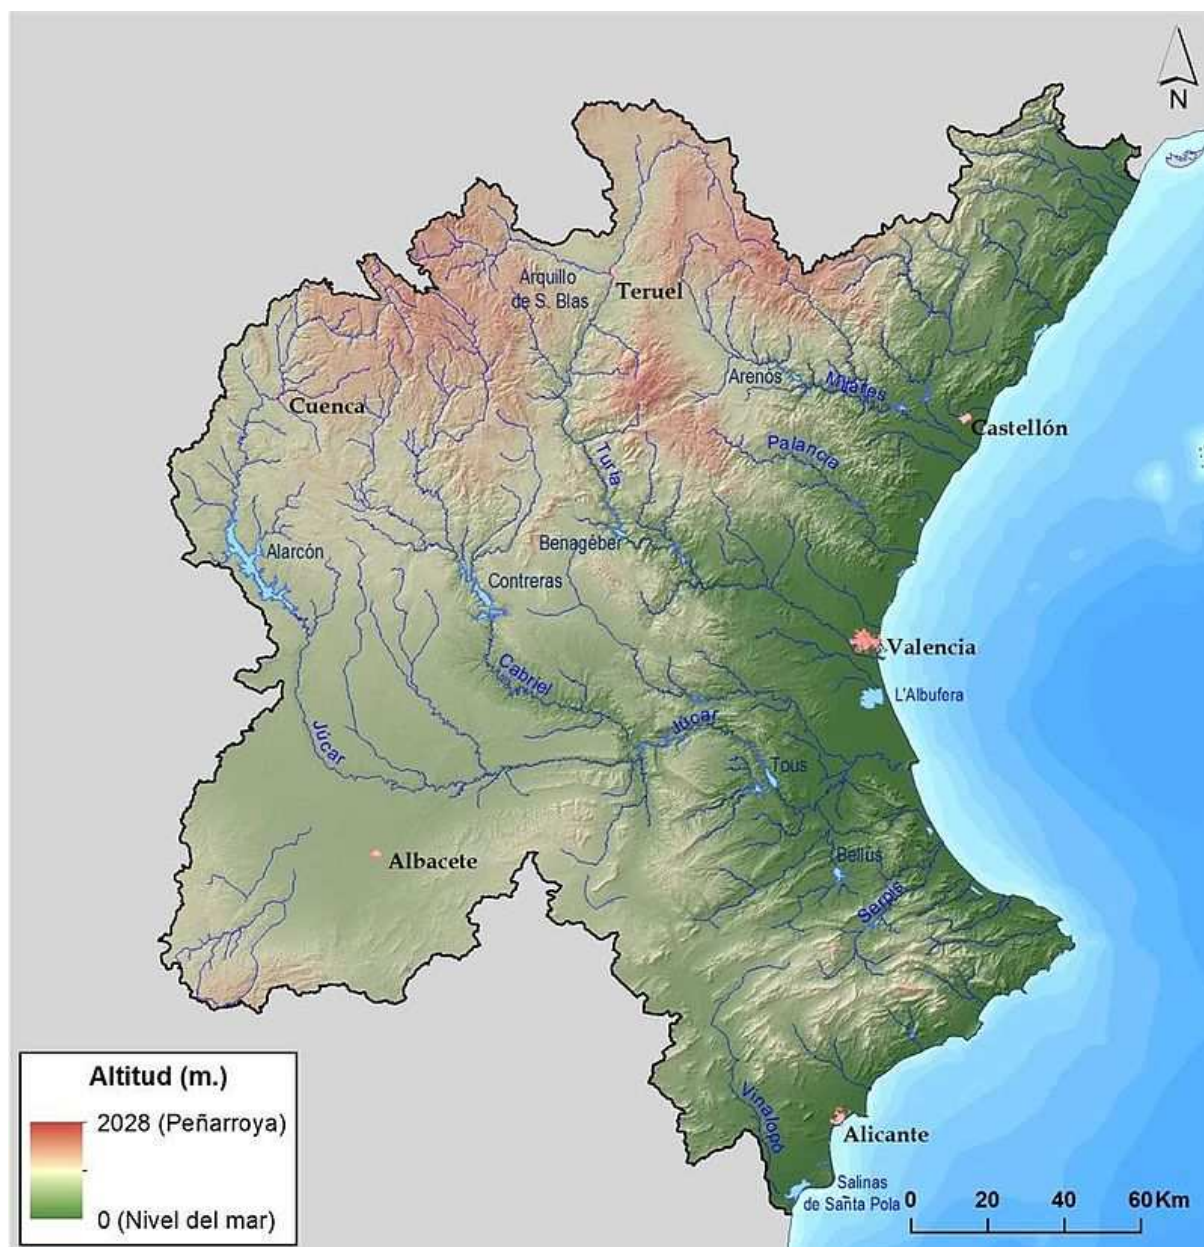 N
Arquillo
de S. Blas
Teruel
Arenós
Mijares
Cuenca
Castellón
Palancia
Turia
Benagéber
Alarcón
Contreras
Valencia
Cabriel
L'Albufera
Júcar
Júcar
Tous
Albacete
Bellús
Serpis
Altitud (m.)
2028 (Peñarroya)
0 (Nivel del mar)
Vinalopó
Alicante
Salinas
de Santa Pola
0 20 40 60 Km